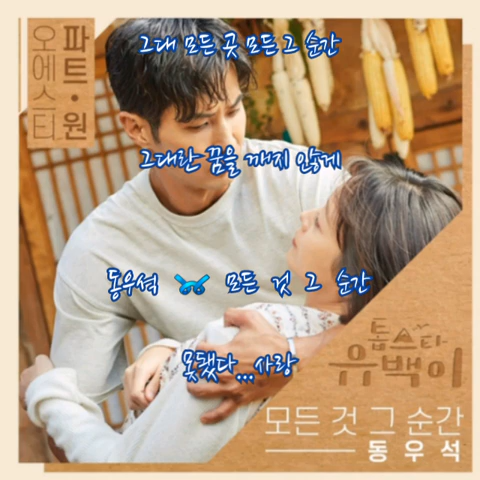 오에스티
파트·원
그대 모든 곳 모든 그 순간
그대란 꿈을 깨지 않게
동우석 모든 것 그 순간
못됐다...사랑
톱스타
유백이
모든 것 그 순간
동우석